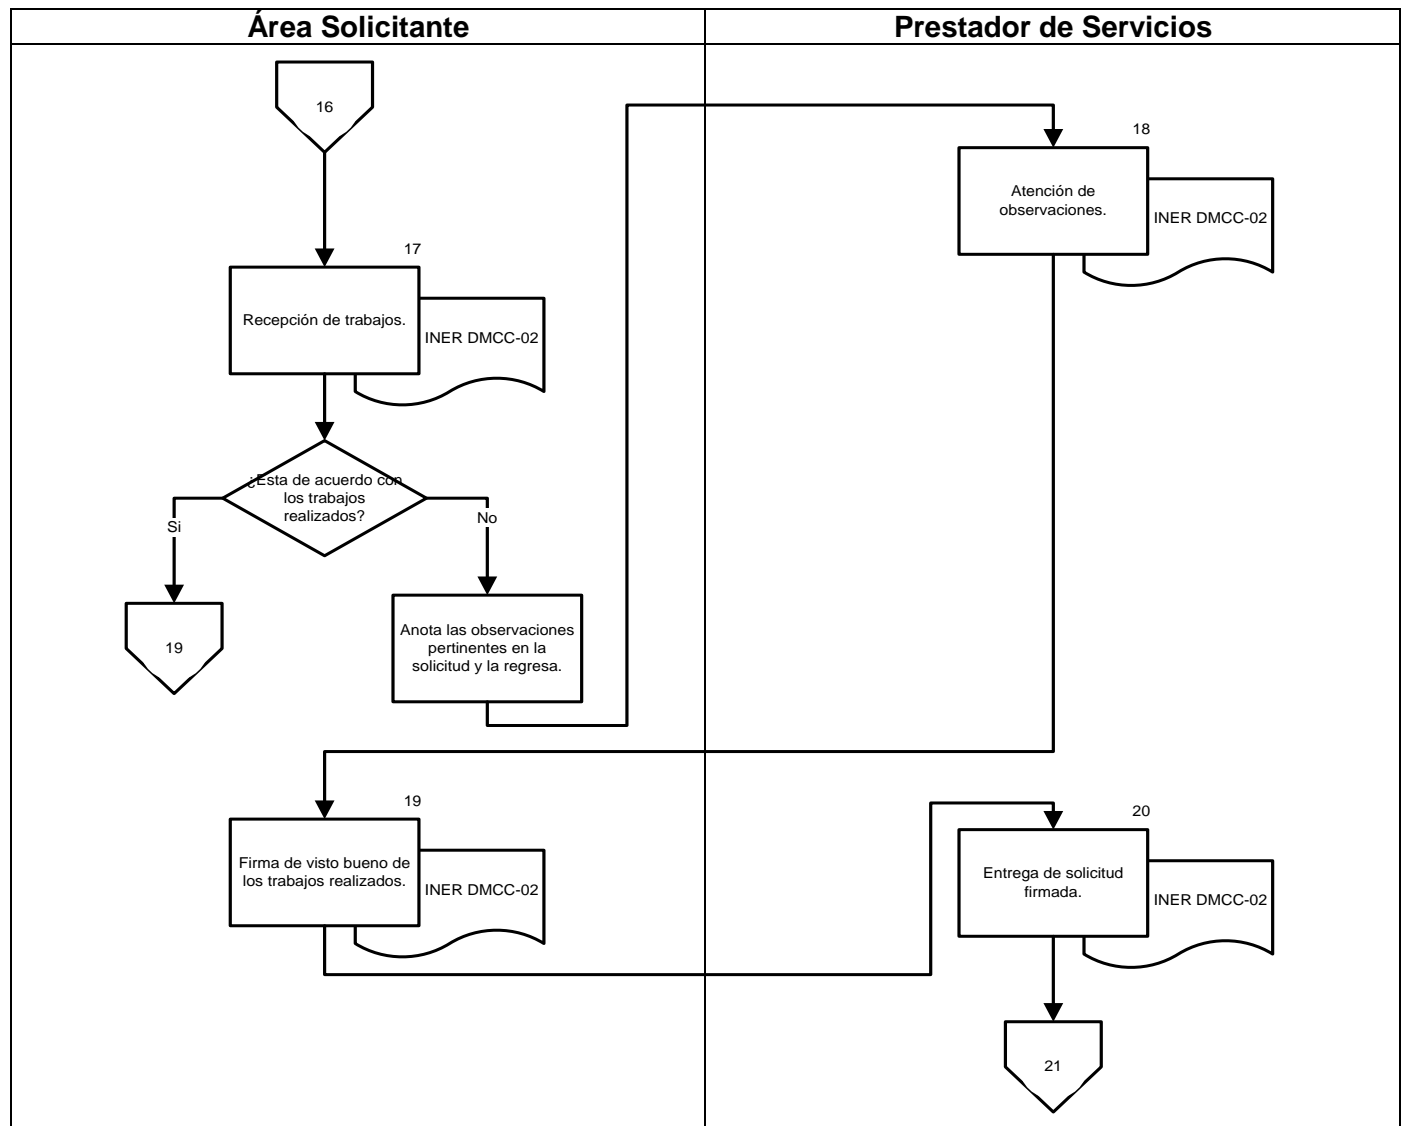 Área Solicitante
Prestador de Servicios
16
18
Atención de
observaciones.
INER DMCC-02
17
Recepción de trabajos.
INER DMCC-02
¿Esta de acuerdo con
los trabajos
realizados?
Si
No
19
Anota las observaciones
pertinentes en la
solicitud y la regresa.
19
Firma de visto bueno de
los trabajos realizados.
INER DMCC-02
20
Entrega de solicitud
firmada.
INER DMCC-02
21